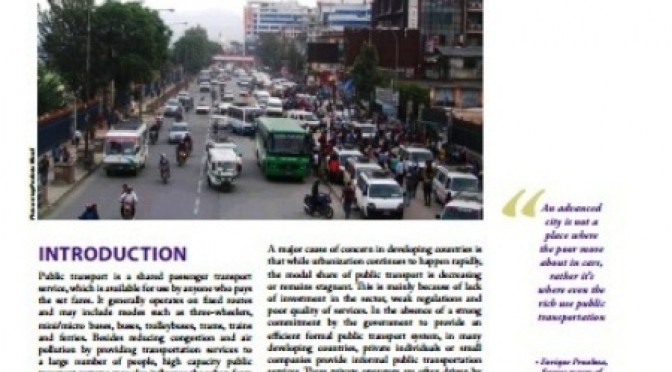 INTRODUCTION
Public transport is a shared passenger transport
service, which is available for use by anyone who pays
the set fares. It generally operates on fixed routes
and may include modes such as three-wheelers,
mini/micro buses, buses, trolleybuses, trams, trains
and ferries. Besides reducing congestion and air
pollution by providing transportation services to
a large number of people, high capacity public
A major cause of concern in developing countries is
that while urbanization continues to happen rapidly,
the modal share of public transport is decreasing
or remains stagnant. This is mainly because of lack
of investment in the sector, weak regulations and
poor quality of services. In the absence of a strong
commitment by the government to provide an
efficient formal public transport system, in many
developing countries, private individuals or small
companies provide informal public transportation
services. These private operators are often driven by
“
An advanced
city is not a
place where
the poor move
about in cars,
rather it's
where even the
rich use public
transportation
- Enrique Penalosa,